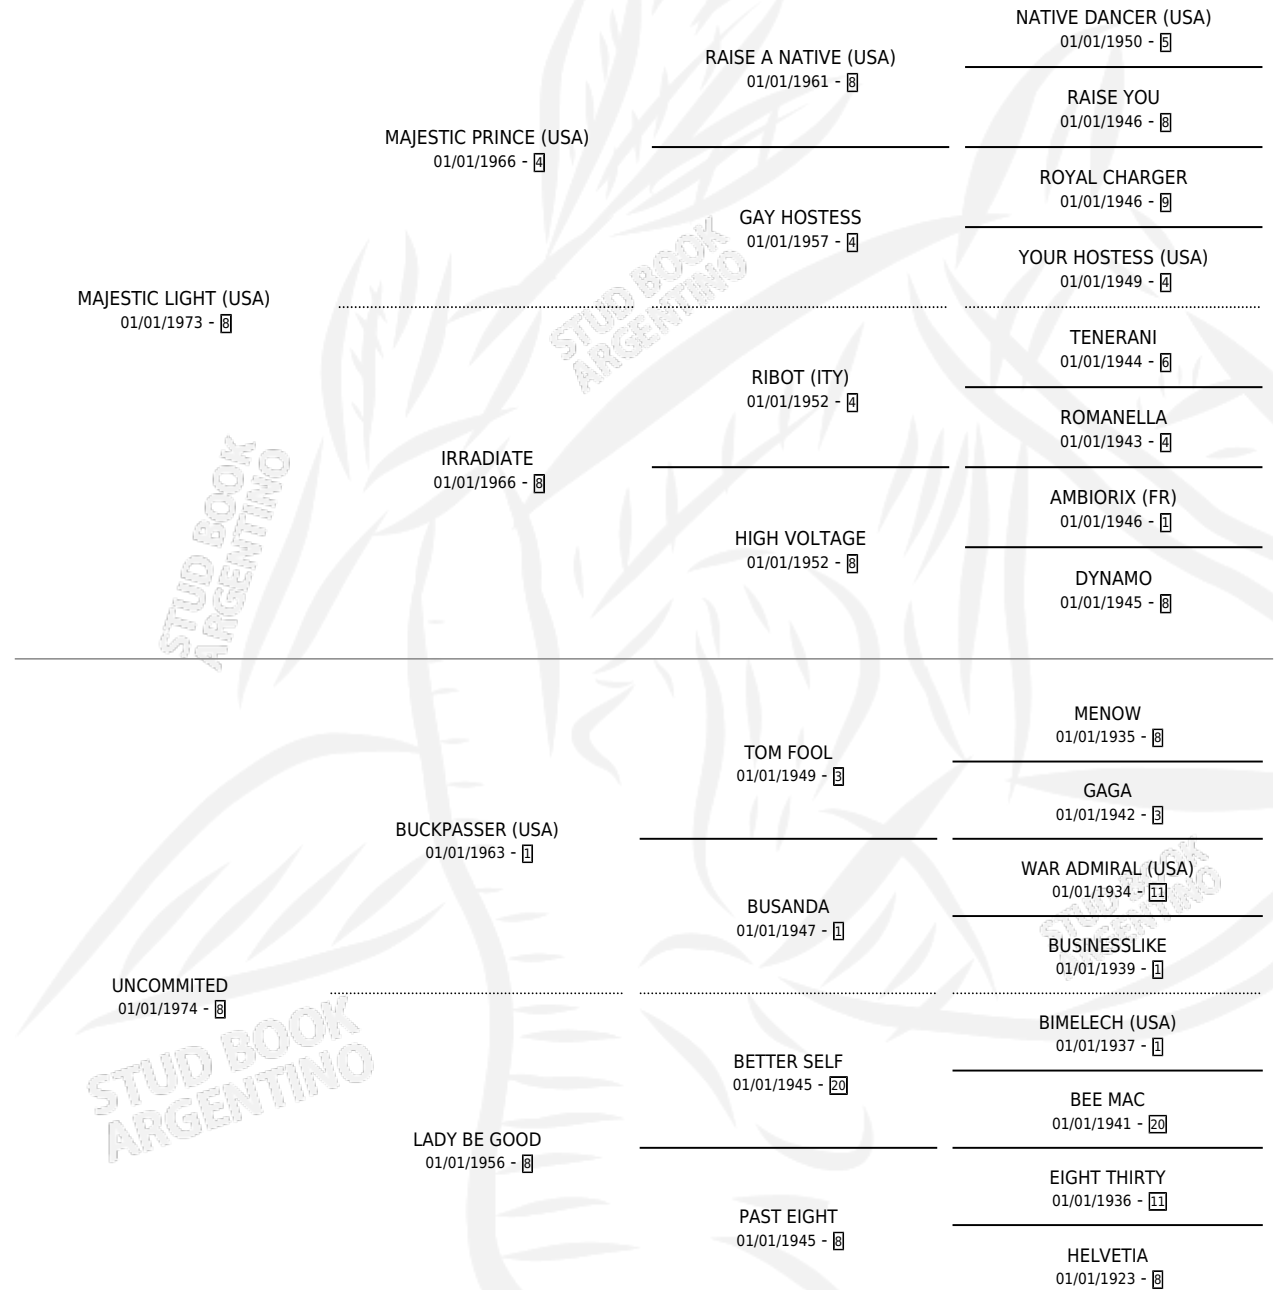 NATIVE DANCER (USA)
01/01/1950 - 5
RAISE A NATIVE (USA)
01/01/1961 - 8
RAISE YOU
01/01/1946 - 8
MAJESTIC PRINCE (USA)
01/01/1966 - 4
ROYAL CHARGER
01/01/1946 - 9
GAY HOSTESS
01/01/1957 - 4
YOUR HOSTESS (USA)
01/01/1949 - 4
MAJESTIC LIGHT (USA)
01/01/1973 - 8
STUD BOOK
ARGENTINO
TENERANI
01/01/1944 - 6
RIBOT (ITY)
01/01/1952 - 4
ROMANELLA
01/01/1943 - 4
IRRADIATE
01/01/1966 - 8
AMBIORIX (FR)
01/01/1946 - 1
HIGH VOLTAGE
01/01/1952 - 8
DYNAMO
01/01/1945 - 8
STUD BOOK
ARGENTINO
MENOW
01/01/1935 - 8
TOM FOOL
01/01/1949 - 3
GAGA
01/01/1942 - 3
BUCKPASSER (USA)
01/01/1963 - 1
WAR ADMIRAL (USA)
01/01/1934 - 11
BUSANDA
01/01/1947 - 1
STUD BOOK
ARGENTINO
BUSINESSLIKE
01/01/1939 - 1
UNCOMMITED
01/01/1974 - 8
BIMELECH (USA)
01/01/1937 - 1
BETTER SELF
01/01/1945 - 20
STUD BOOK
ARGENTINO
BEE MAC
01/01/1941 - 20
LADY BE GOOD
01/01/1956 - 8
EIGHT THIRTY
01/01/1936 - 11
PAST EIGHT
01/01/1945 - 8
HELVETIA
01/01/1923 - 8